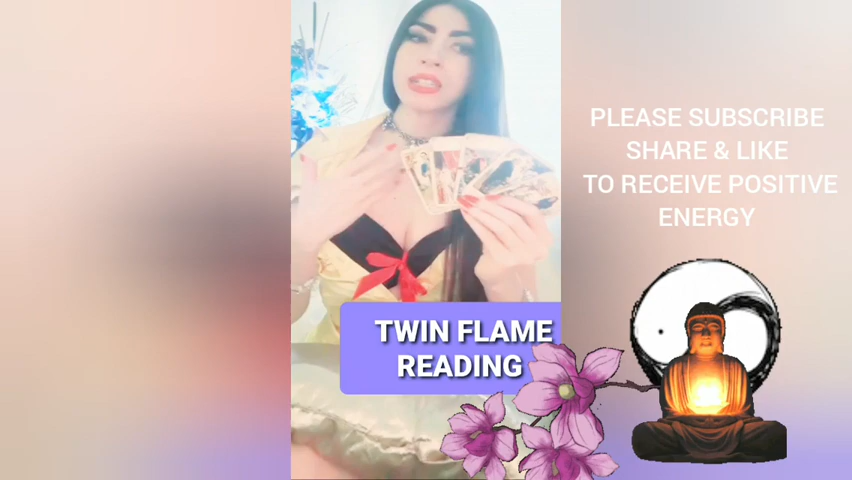 PLEASE SUBSCRIBE
SHARE & LIKE
TO RECEIVE POSITIVE
ENERGY
TWIN FLAME
READING